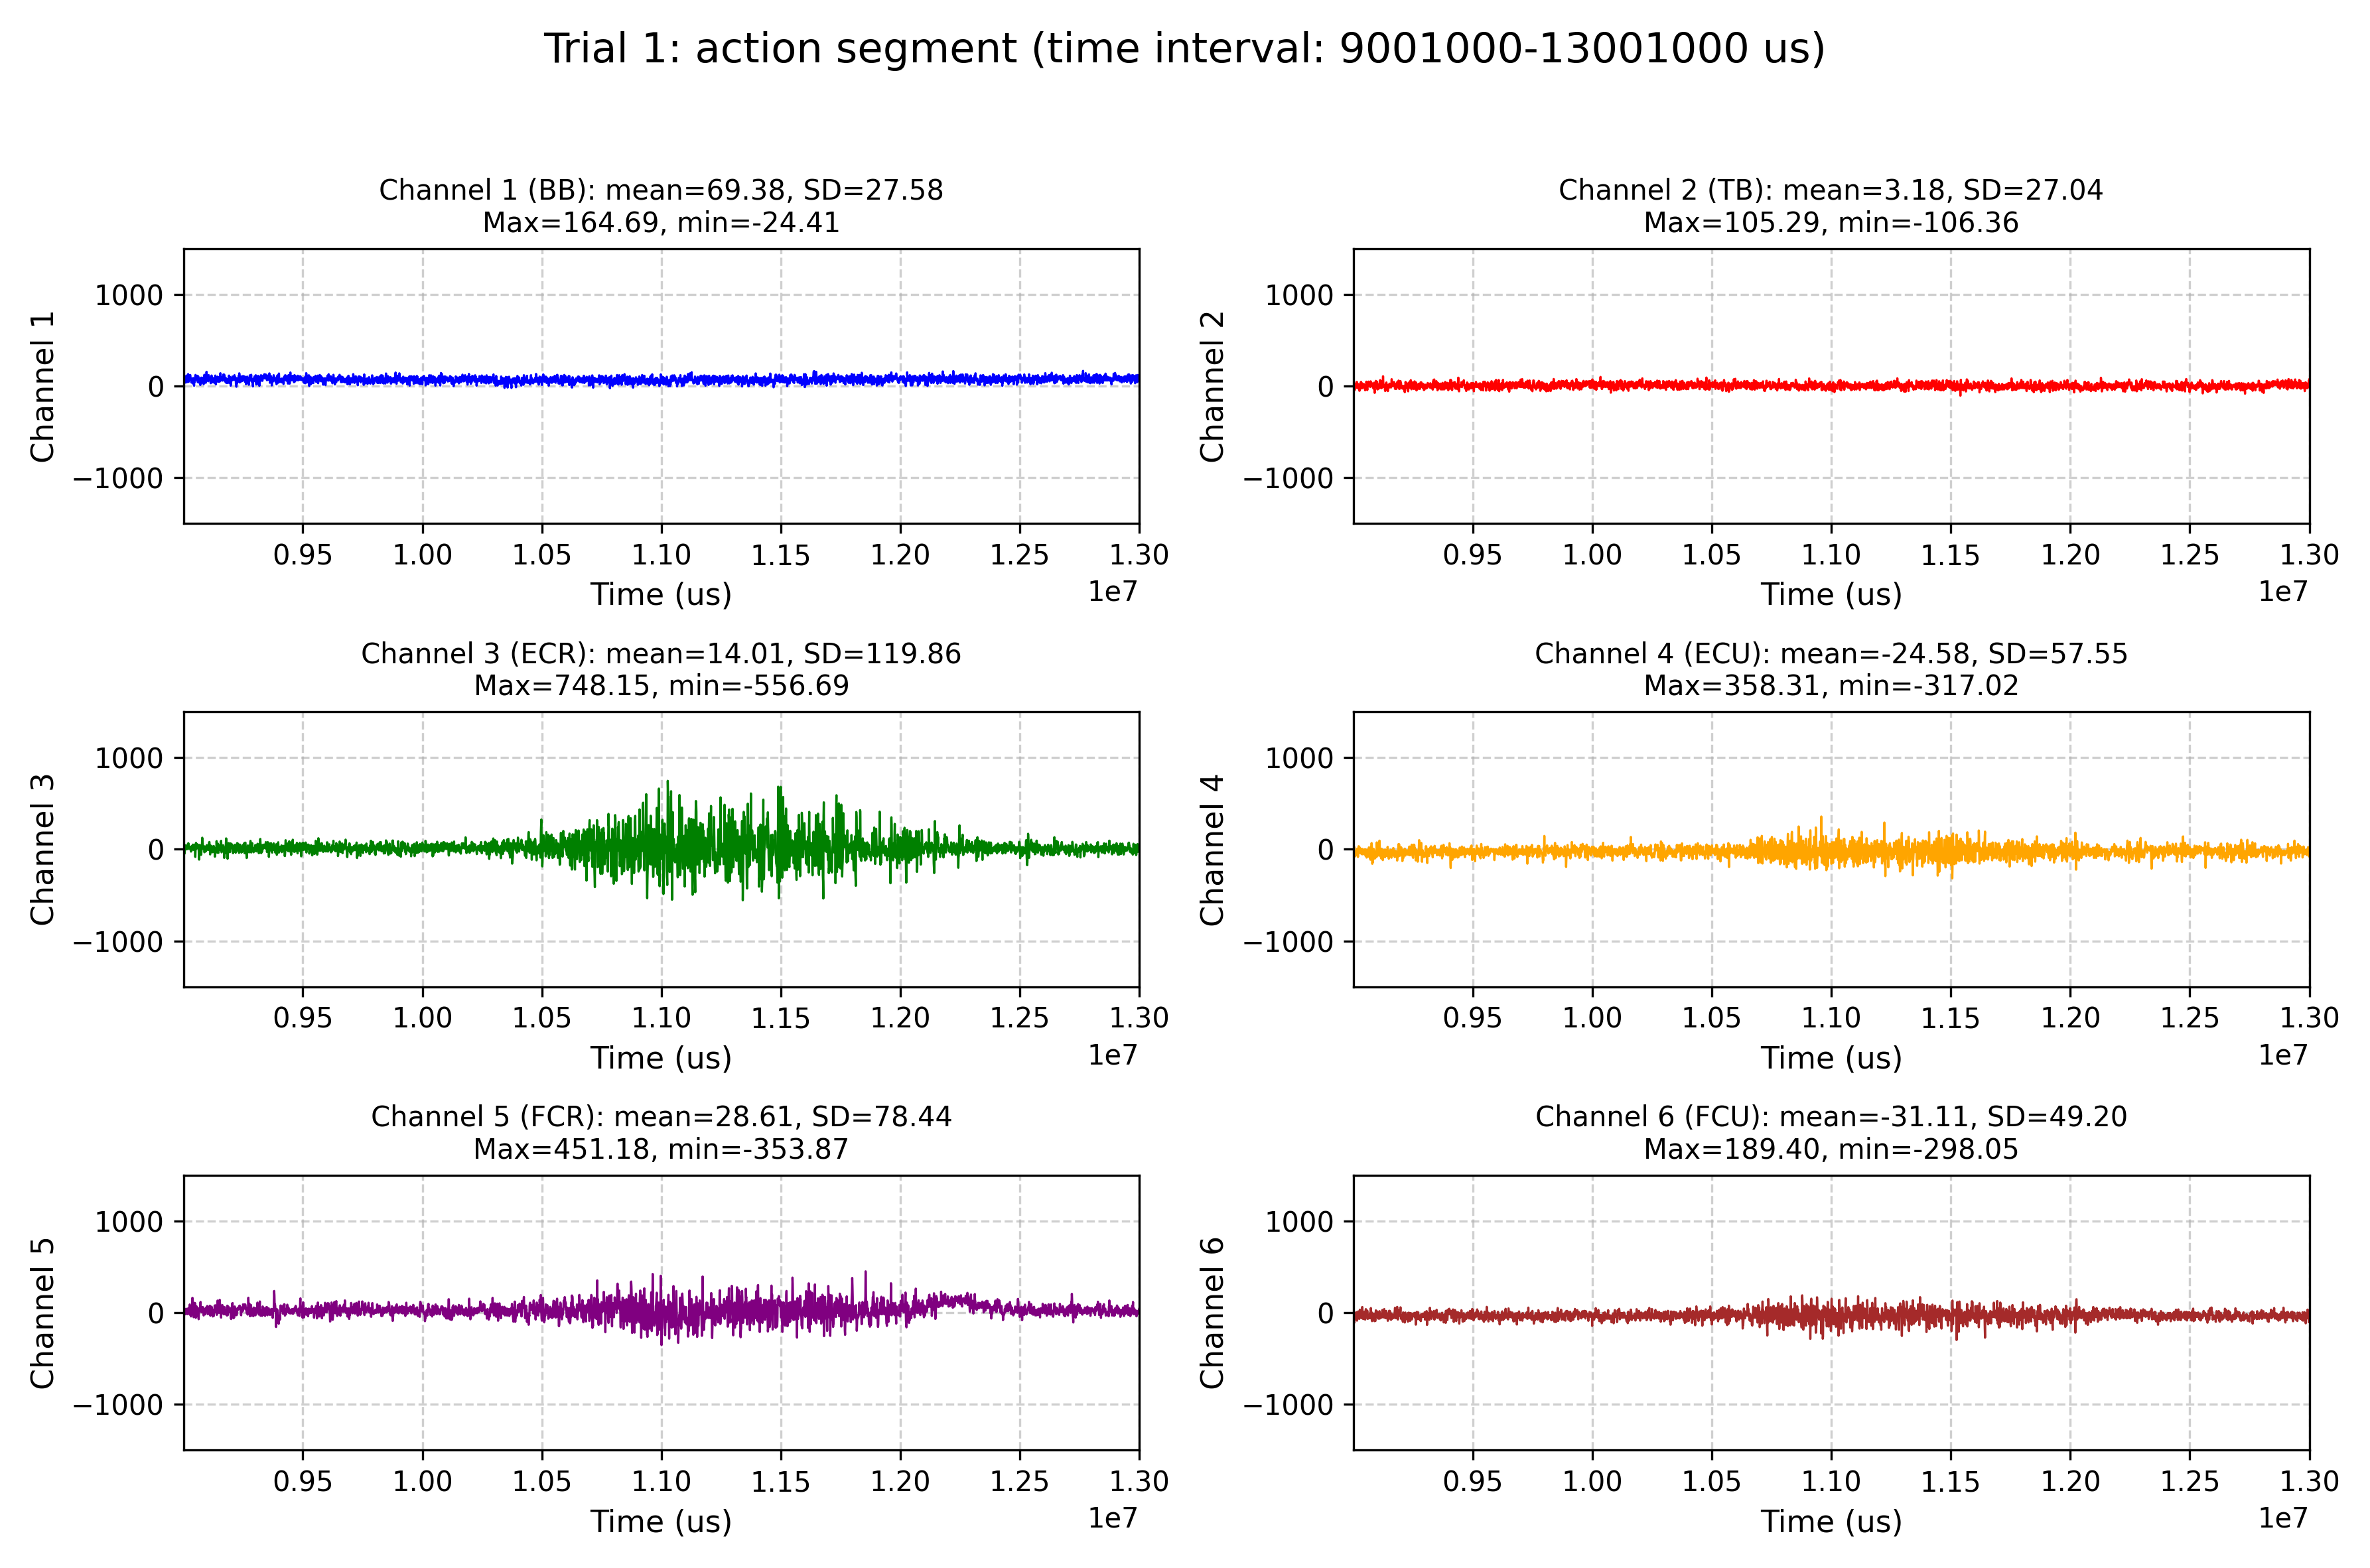 Trial 1: action segment (time interval: 9001000-13001000 us)
Channel 1 (BB): mean=69.38, SD=27.58
Max=164.69, min=-24.41
Channel 1
1000
0
−1000
0.95 1.00 1.05 1.10 1.15 1.20 1.25 1.30
Time (us)
1e7
Channel 2 (TB): mean=3.18, SD=27.04
Max=105.29, min=-106.36
Channel 2
1000
0
−1000
0.95 1.00 1.05 1.10 1.15 1.20 1.25 1.30
Time (us)
1e7
Channel 3 (ECR): mean=14.01, SD=119.86
Max=748.15, min=-556.69
Channel 3
1000
0
−1000
0.95 1.00 1.05 1.10 1.15 1.20 1.25 1.30
Time (us)
1e7
Channel 4 (ECU): mean=-24.58, SD=57.55
Max=358.31, min=-317.02
Channel 4
1000
0
−1000
0.95 1.00 1.05 1.10 1.15 1.20 1.25 1.30
Time (us)
1e7
Channel 5 (FCR): mean=28.61, SD=78.44
Max=451.18, min=-353.87
Channel 5
1000
0
−1000
0.95 1.00 1.05 1.10 1.15 1.20 1.25 1.30
Time (us)
1e7
Channel 6 (FCU): mean=-31.11, SD=49.20
Max=189.40, min=-298.05
Channel 6
1000
0
−1000
0.95 1.00 1.05 1.10 1.15 1.20 1.25 1.30
Time (us)
1e7